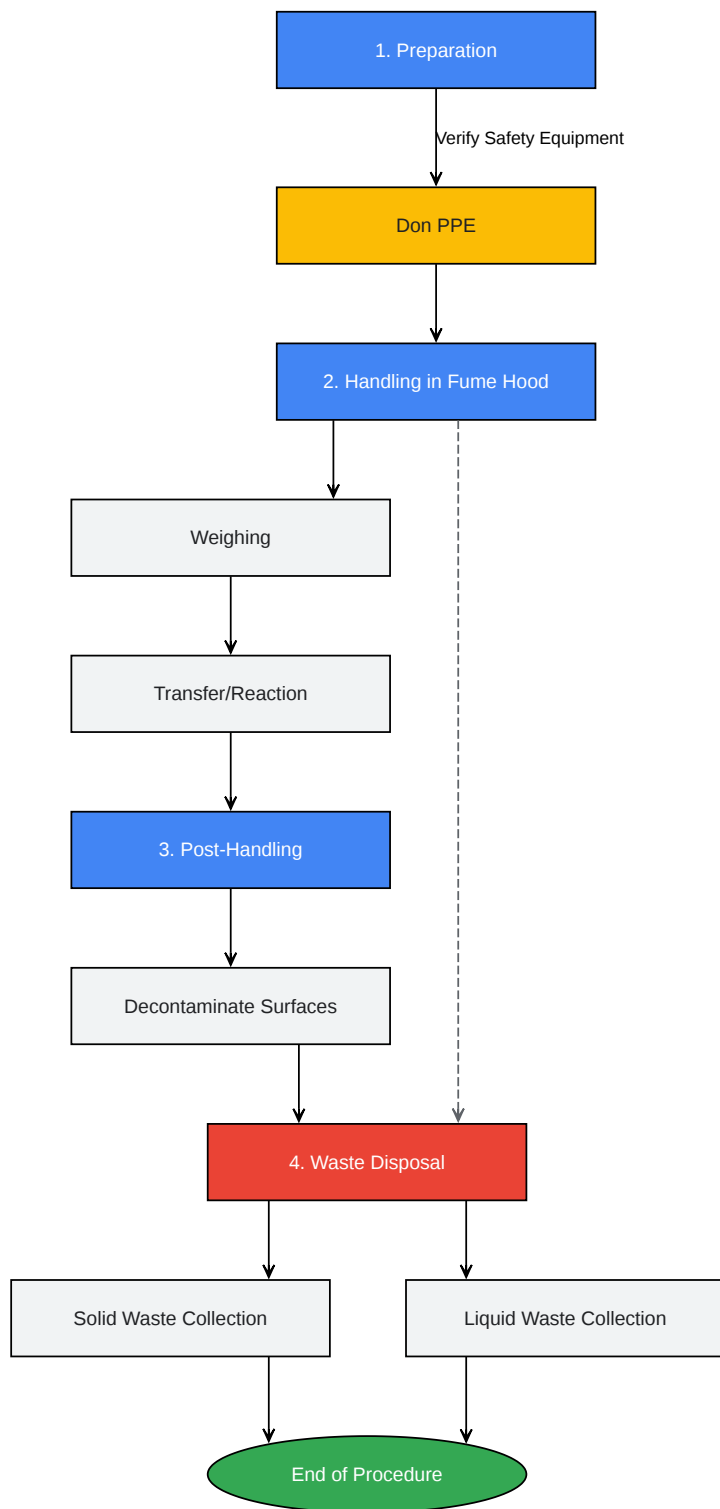 1. Preparation
Verify Safety Equipment
Don PPE
2. Handling in Fume Hood
Weighing
Transfer/Reaction
3. Post-Handling
Decontaminate Surfaces
4. Waste Disposal
Solid Waste Collection
Liquid Waste Collection
End of Procedure